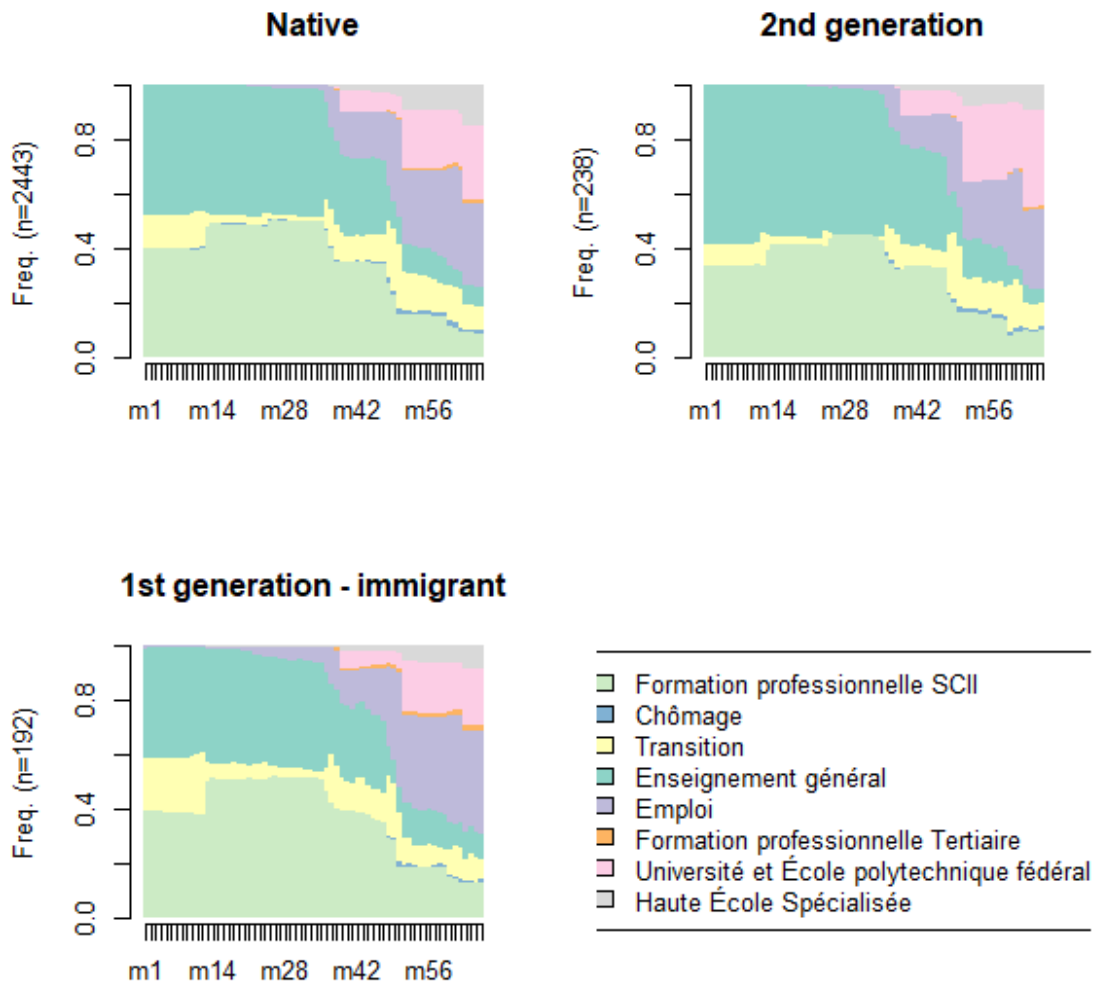 Native
Freq. (n=2443)
0.0 0.4 0.8
m1 m14 m28 m42 m56
2nd generation
Freq. (n=238)
0.0 0.4 0.8
m1 m14 m28 m42 m56
1st generation - immigrant
Freq. (n=192)
0.0 0.4 0.8
m1 m14 m28 m42 m56
Formation professionnelle SCII
Chômage
Transition
Enseignement général
Emploi
Formation professionnelle Tertiaire
Université et École polytechnique fédéral
Haute École Spécialisée